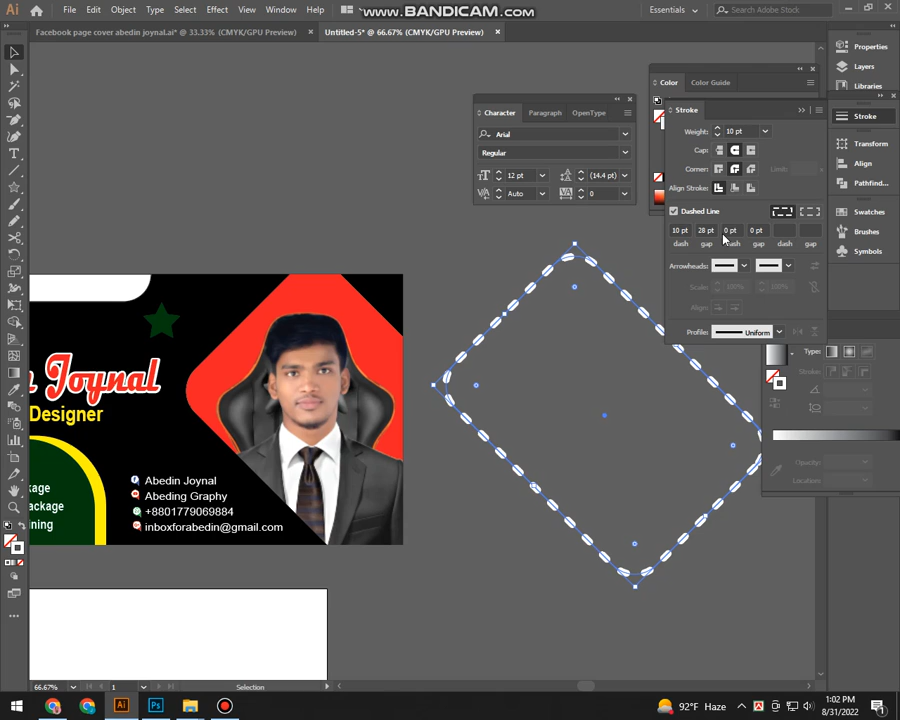 Ai File Edit Object Type Select Effect View Window Help www.BANDICAM.com Essentials Search Adobe Stock
Facebook page cover abedin joynal.ai* @ 33.33% (CMYK/GPU Preview) × Untitled-5* @ 66.67% (CMYK/GPU Preview) ×
Color Color Guide
Properties
Layers
Libraries
Stroke
Transform
Align
Pathfind...
Swatches
Brushes
Symbols
Character Paragraph OpenType
Arial
Regular
12 pt (14.4 pt)
Auto 0
Stroke
Weight: 10 pt
Cap:
Corner: Limit:
Align Stroke:
Dashed Line
10 pt 28 pt 0 pt 0 pt
dash gap dash gap dash gap
Arrowheads:
Scale: 100% 100%
Align:
Profile: Uniform
Type:
Stroke:
Opacity:
Location:
Joynal
Designer
kage
ackage
ining
Abedin Joynal
Abeding Graphy
+8801779069884
inboxforabedin@gmail.com
66.67% 1 Selection
92°F Haze 1:02 PM
8/31/2022
1